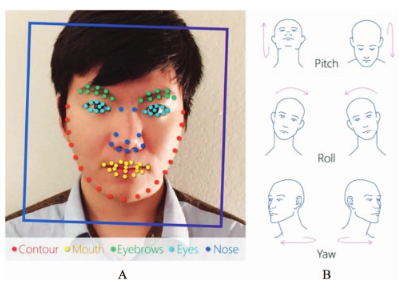 Pitch
Roll
•Contour •Mouth •Eyebrows •Eyes •Nose
Yaw
A
B